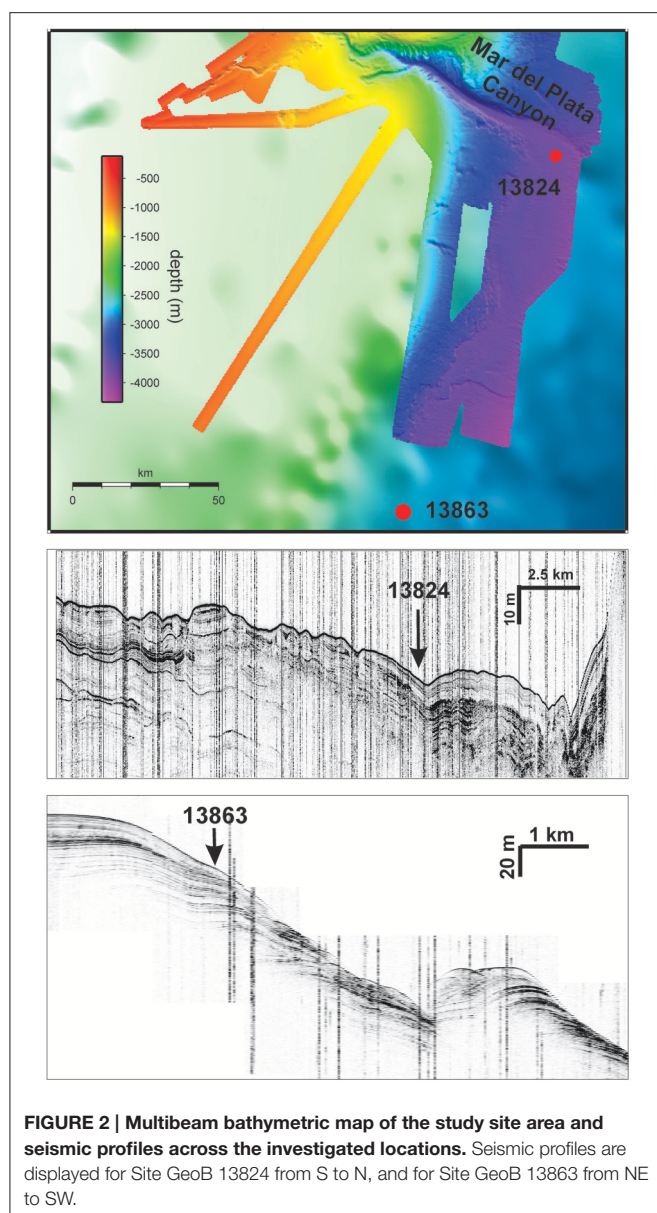 Mar del Plata
Canyon
13824
-500
-1000
-1500
-2000
-2500
-3000
-3500
-4000
depth (m)
km
0
50
13863
13824
2.5 km
10 m
13863
1 km
20 m
FIGURE 2 | Multibeam bathymetric map of the study site area and
seismic profiles across the investigated locations. Seismic profiles are
displayed for Site GeoB 13824 from S to N, and for Site GeoB 13863 from NE
to SW.